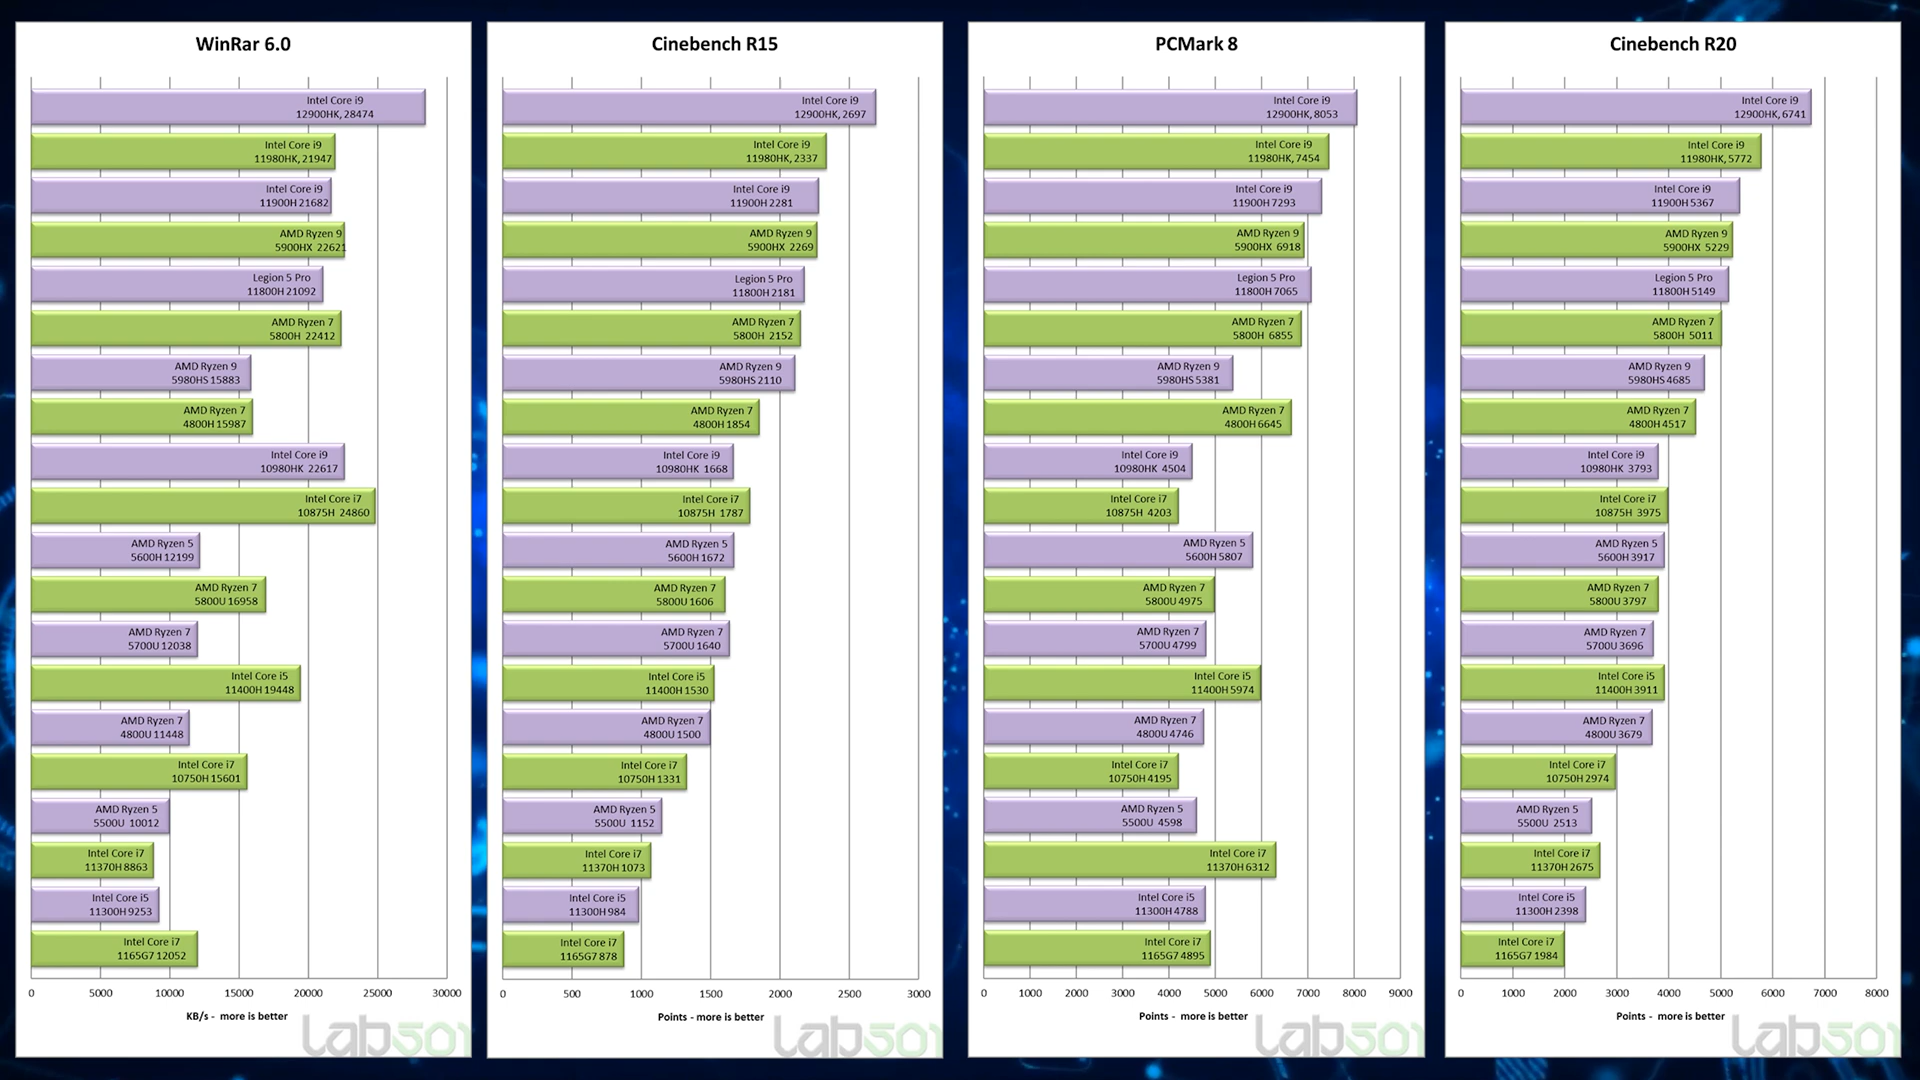 WinRar 6.0
Intel Core i9
12900HK, 28474
Intel Core i9
11980HK, 21947
Intel Core i9
11900H 21682
AMD Ryzen 9
5900HX 22621
Legion 5 Pro
11800H 21092
AMD Ryzen 7
5800H 22412
AMD Ryzen 9
5980HS 15883
AMD Ryzen 7
4800H 15987
Intel Core i9
10980HK 22617
Intel Core i7
10875H 24860
AMD Ryzen 5
5600H 12199
AMD Ryzen 7
5800U 16958
AMD Ryzen 7
5700U 12038
Intel Core i5
11400H 19448
AMD Ryzen 7
4800U 11448
Intel Core i7
10750H 15601
AMD Ryzen 5
5500U 10012
Intel Core i7
11370H 8863
Intel Core i5
11300H 9253
Intel Core i7
1165G7 12052
0 5000 10000 15000 20000 25000 30000
KB/s - more is better
Lab501
Cinebench R15
Intel Core i9
12900HK, 2697
Intel Core i9
11980HK, 2337
Intel Core i9
11900H 2281
AMD Ryzen 9
5900HX 2269
Legion 5 Pro
11800H 2181
AMD Ryzen 7
5800H 2152
AMD Ryzen 9
5980HS 2110
AMD Ryzen 7
4800H 1854
Intel Core i9
10980HK 1668
Intel Core i7
10875H 1787
AMD Ryzen 5
5600H 1672
AMD Ryzen 7
5800U 1606
AMD Ryzen 7
5700U 1640
Intel Core i5
11400H 1530
AMD Ryzen 7
4800U 1500
Intel Core i7
10750H 1331
AMD Ryzen 5
5500U 1152
Intel Core i7
11370H 1073
Intel Core i5
11300H 984
Intel Core i7
1165G7 878
0 500 1000 1500 2000 2500 3000
Points - more is better
Lab501
PCMark 8
Intel Core i9
12900HK, 8053
Intel Core i9
11980HK, 7454
Intel Core i9
11900H 7293
AMD Ryzen 9
5900HX 6918
Legion 5 Pro
11800H 7065
AMD Ryzen 7
5800H 6855
AMD Ryzen 9
5980HS 5381
AMD Ryzen 7
4800H 6645
Intel Core i9
10980HK 4504
Intel Core i7
10875H 4203
AMD Ryzen 5
5600H 5807
AMD Ryzen 7
5800U 4975
AMD Ryzen 7
5700U 4799
Intel Core i5
11400H 5974
AMD Ryzen 7
4800U 4746
Intel Core i7
10750H 4195
AMD Ryzen 5
5500U 4598
Intel Core i7
11370H 6312
Intel Core i5
11300H 4788
Intel Core i7
1165G7 4895
0 1000 2000 3000 4000 5000 6000 7000 8000 9000
Points - more is better
Lab501
Cinebench R20
Intel Core i9
12900HK, 6741
Intel Core i9
11980HK, 5772
Intel Core i9
11900H 5367
AMD Ryzen 9
5900HX 5229
Legion 5 Pro
11800H 5149
AMD Ryzen 7
5800H 5011
AMD Ryzen 9
5980HS 4685
AMD Ryzen 7
4800H 4517
Intel Core i9
10980HK 3793
Intel Core i7
10875H 3975
AMD Ryzen 5
5600H 3917
AMD Ryzen 7
5800U 3797
AMD Ryzen 7
5700U 3696
Intel Core i5
11400H 3911
AMD Ryzen 7
4800U 3679
Intel Core i7
10750H 2974
AMD Ryzen 5
5500U 2513
Intel Core i7
11370H 2675
Intel Core i5
11300H 2398
Intel Core i7
1165G7 1984
0 1000 2000 3000 4000 5000 6000 7000 8000
Points - more is better
Lab501